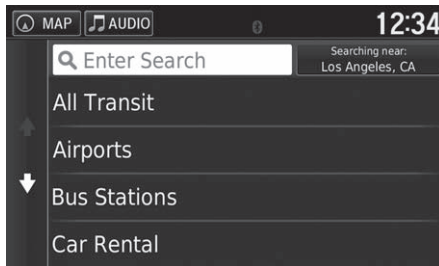 MAP AUDIO 12:34
Enter Search
Searching near:
Los Angeles, CA
All Transit
Airports
Bus Stations
Car Rental